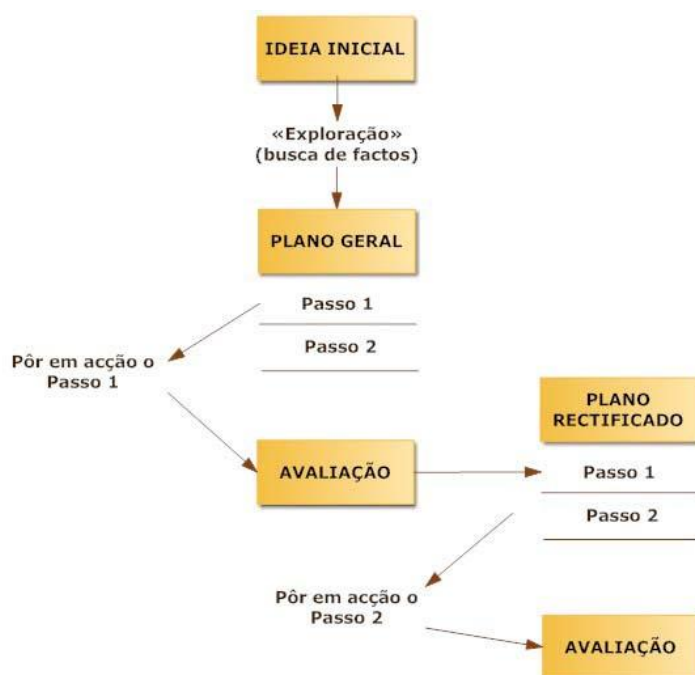 IDEIA INICIAL
«Exploração»
(busca de factos)
PLANO GERAL
Passo 1
Passo 2
Pôr em acção o
Passo 1
AVALIAÇÃO
PLANO
RECTIFICADO
Passo 1
Passo 2
Pôr em acção o
Passo 2
AVALIAÇÃO